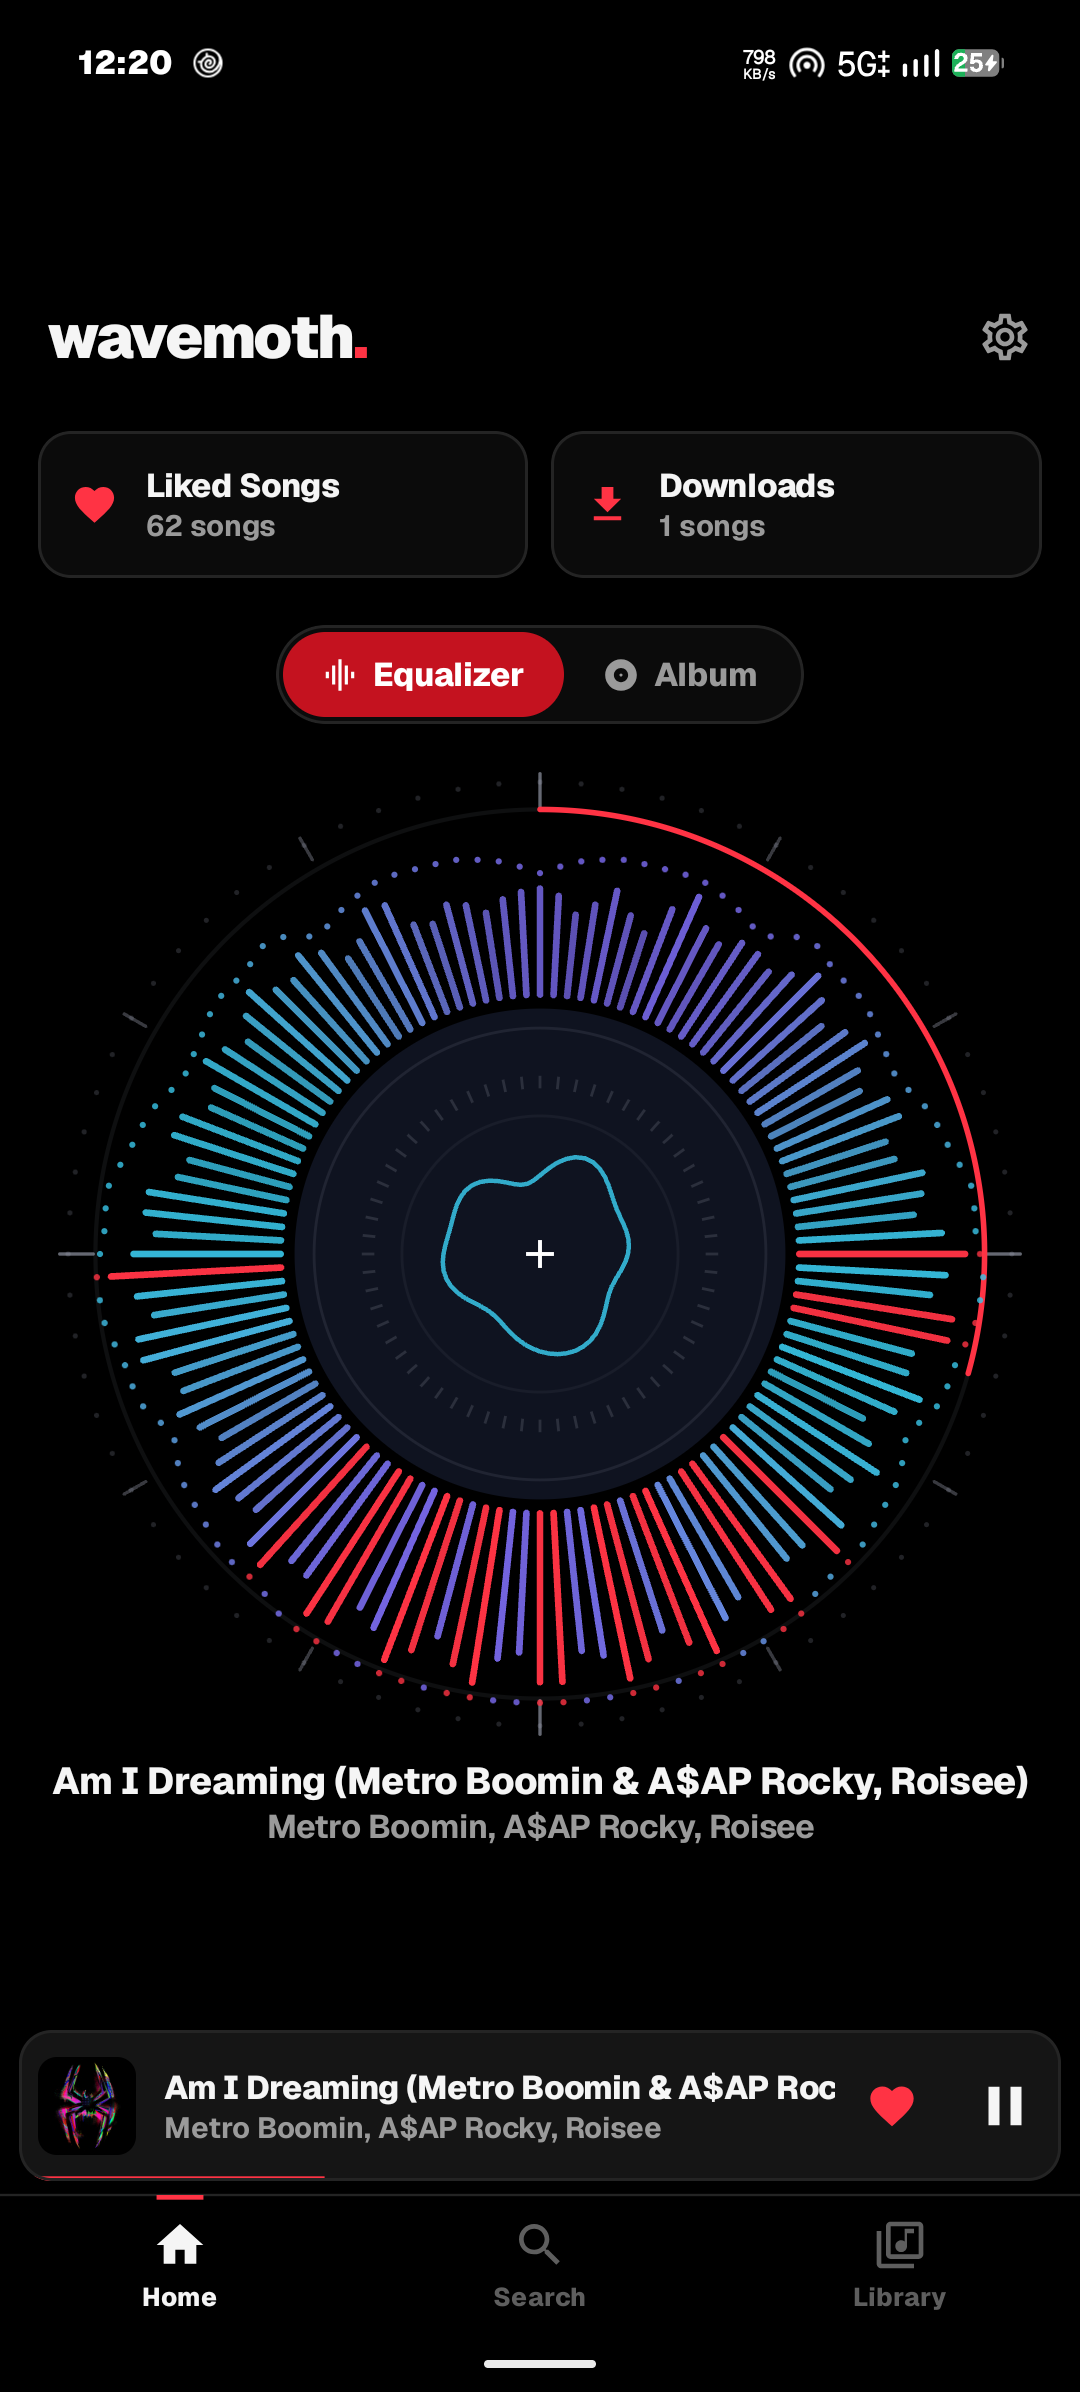 12:20
798
KB/s
5G‡
25
wavemoth.
Liked Songs
62 songs
Downloads
1 songs
Equalizer
Album
Am I Dreaming (Metro Boomin & A$AP Rocky, Roisee)
Metro Boomin, A$AP Rocky, Roisee
Am I Dreaming (Metro Boomin & A$AP Roc
Metro Boomin, A$AP Rocky, Roisee
Home
Search
Library